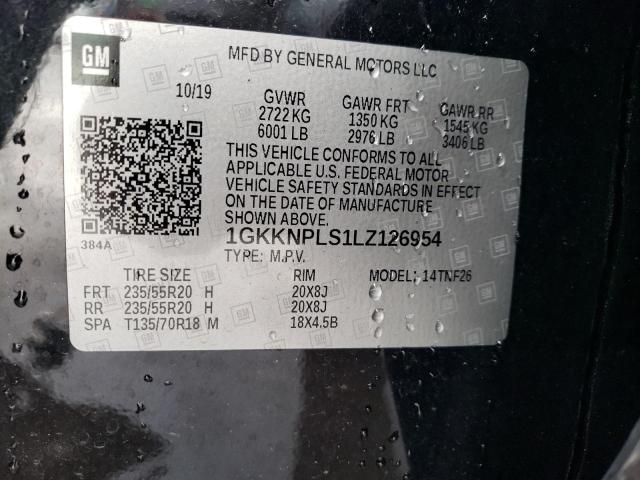 GM
MFD BY GENERAL MOTORS LLC
10/19 GVWR GAWR FRT GAWR RR
2722 KG 1350 KG 1545 KG
6001 LB 2976 LB 3406 LB
THIS VEHICLE CONFORMS TO ALL
APPLICABLE U.S. FEDERAL MOTOR
VEHICLE SAFETY STANDARDS IN EFFECT
ON THE DATE OF MANUFACTURE
SHOWN ABOVE.
384A 1GKKNPLS1LZ126954
TYPE: M.P.V. MODEL: 14TNF26
TIRE SIZE RIM
FRT 235/55R20 H 20X8J
RR 235/55R20 H 20X8J
SPA T135/70R18 M 18X4.5B